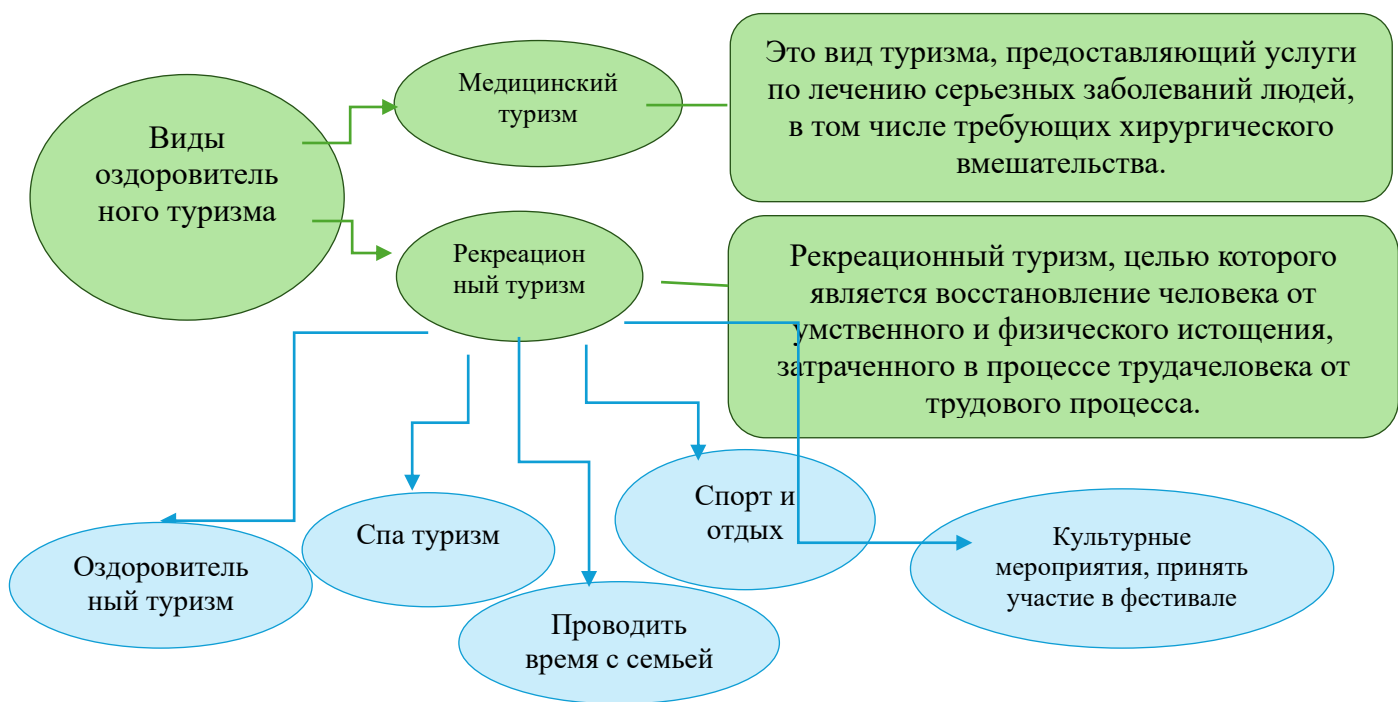 Виды
оздоровитель
ного туризма
Медицинский
туризм
Это вид туризма, предоставляющий услуги
по лечению серьезных заболеваний людей,
в том числе требующих хирургического
вмешательства.
Рекреацион
ный туризм
Рекреационный туризм, целью которого
является восстановление человека от
умственного и физического истощения,
затраченного в процессе трудачеловека от
трудового процесса.
Оздоровитель
ный туризм
Спа туризм
Проводить
время с семьей
Спорт и
отдых
Культурные
мероприятия, принять
участие в фестивале